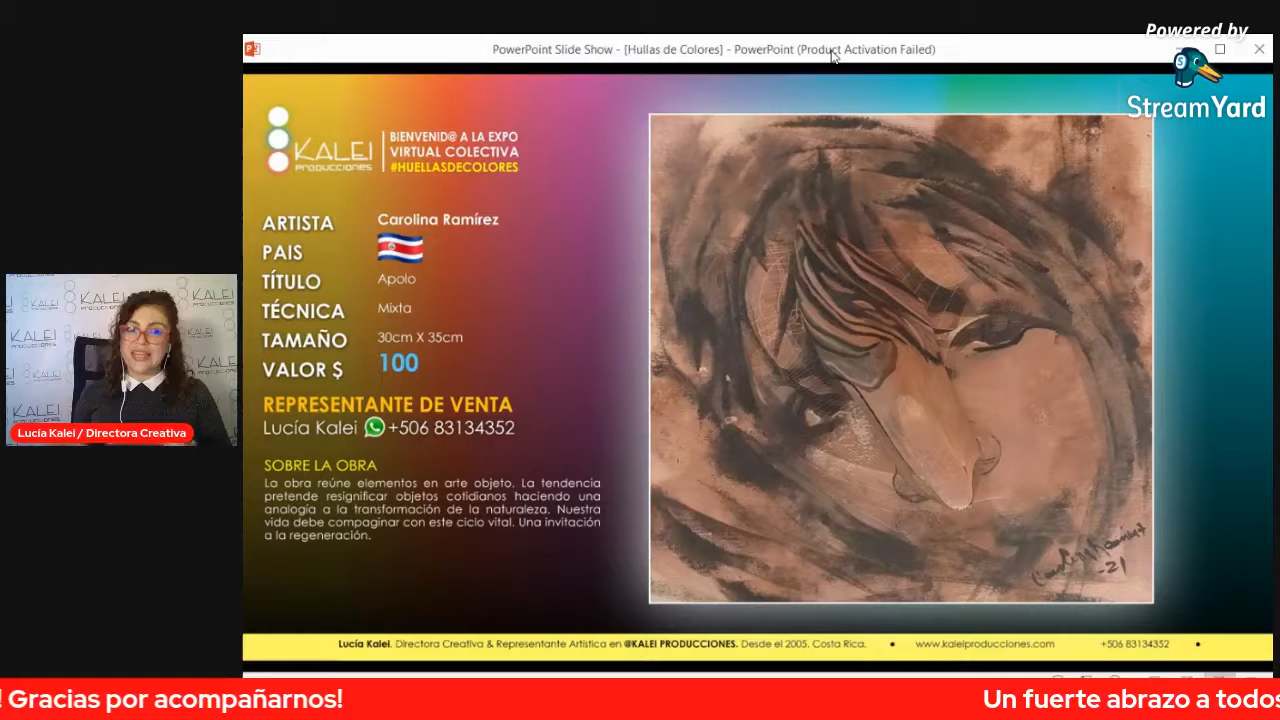 Powered by
StreamYard
PowerPoint Slide Show - [Hullas de Colores] - PowerPoint (Product Activation Failed)
KALEI
PRODUCCIONES
BIENVENID@ A LA EXPO
VIRTUAL COLECTIVA
#HUELLASDECOLORES
ARTISTA Carolina Ramírez
PAIS
TÍTULO Apolo
TÉCNICA Mixta
TAMAÑO 30cm X 35cm
VALOR $ 100
REPRESENTANTE DE VENTA
Lucía Kalei +506 83134352
SOBRE LA OBRA
La obra reúne elementos en arte objeto. La tendencia
pretende resignificar objetos cotidianos haciendo una
analogía a la transformación de la naturaleza. Nuestra
vida debe compaginar con este ciclo vital. Una invitación
a la regeneración.
Carolina Ramírez
-21
KALEI
KALEI
KALEI
Lucía Kalei / Directora Creativa
Lucía Kalei. Directora Creativa & Representante Artística en @KALEI PRODUCCIONES. Desde el 2005. Costa Rica. • www.kaleiproducciones.com +506 83134352 •
! Gracias por acompañarnos! Un fuerte abrazo a todos